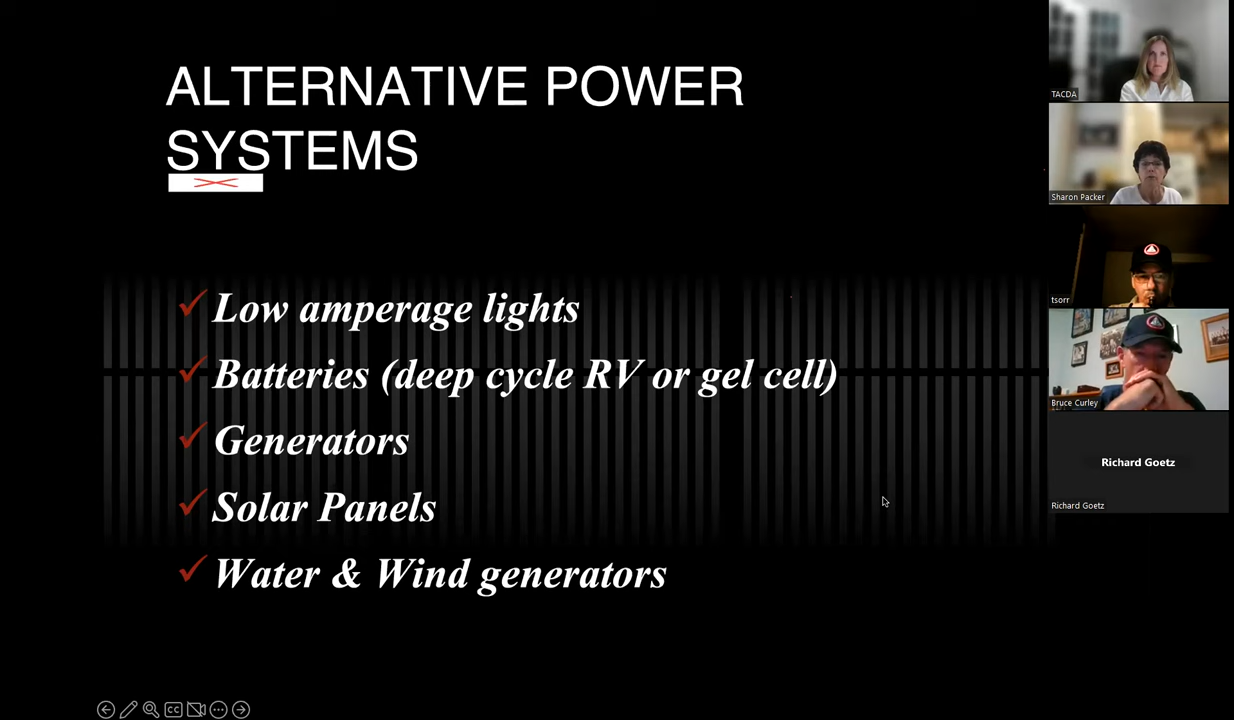 ALTERNATIVE POWER
SYSTEMS
Low amperage lights
Batteries (deep cycle RV or gel cell)
Generators
Solar Panels
Water & Wind generators
TACDA
Sharon Packer
tsorr
Bruce Curley
Richard Goetz
Richard Goetz
CC